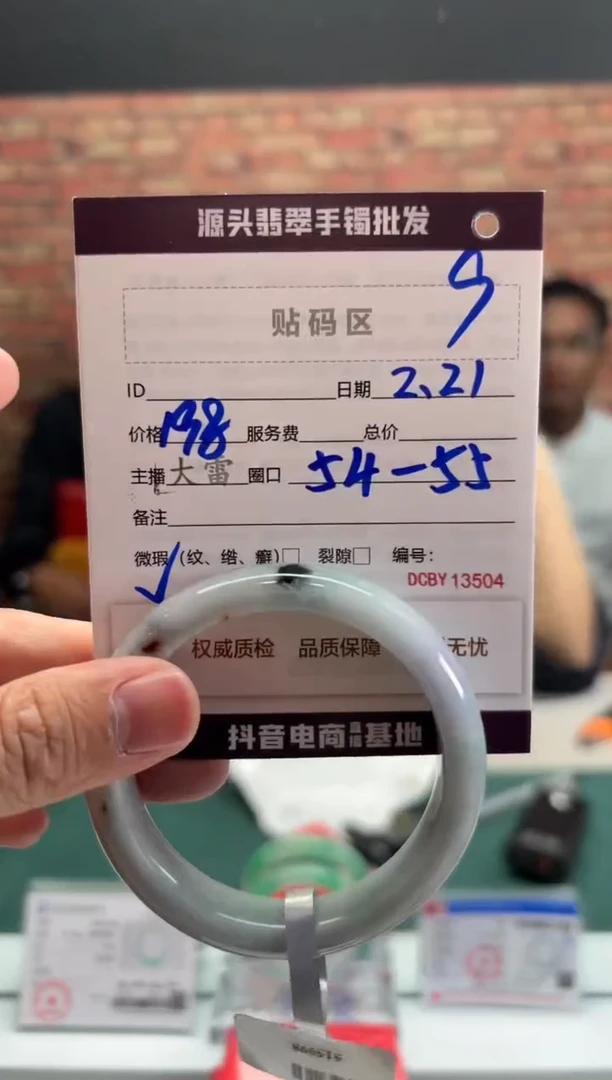 源头翡翠手镯批发
9
贴码区
ID 日期 2.21
价格 198 服务费 总价
主播 大雷 圈口 54-55
备注
微瑕 ✓ (纹、绺、癣)□ 裂隙□ 编号:
DCBY 13504
权威质检 品质保障 无忧
抖音电商直播基地